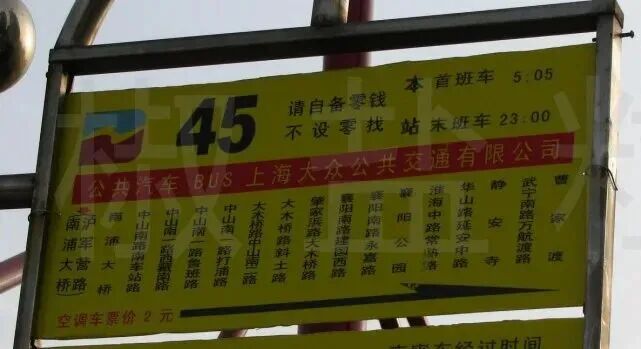 45
请自备零钱
不设零找
本站
首班车 5:05
末班车 23:00
公共汽车 BUS 上海大众公共交通有限公司
泸军营路
(南浦大桥)
南浦大桥
中山南路南车站路
中山南一路西藏南路
中山南一路鲁班路
中山南一路打浦路
大木桥路中山南二路
大木桥路斜土路
肇家浜路大木桥路
襄阳南路建国西路
襄阳南路永嘉路
襄阳公园
淮海中路常熟路
华山路延安中路
静安寺
武宁南路万航渡路
曹家渡
空调车票价2元